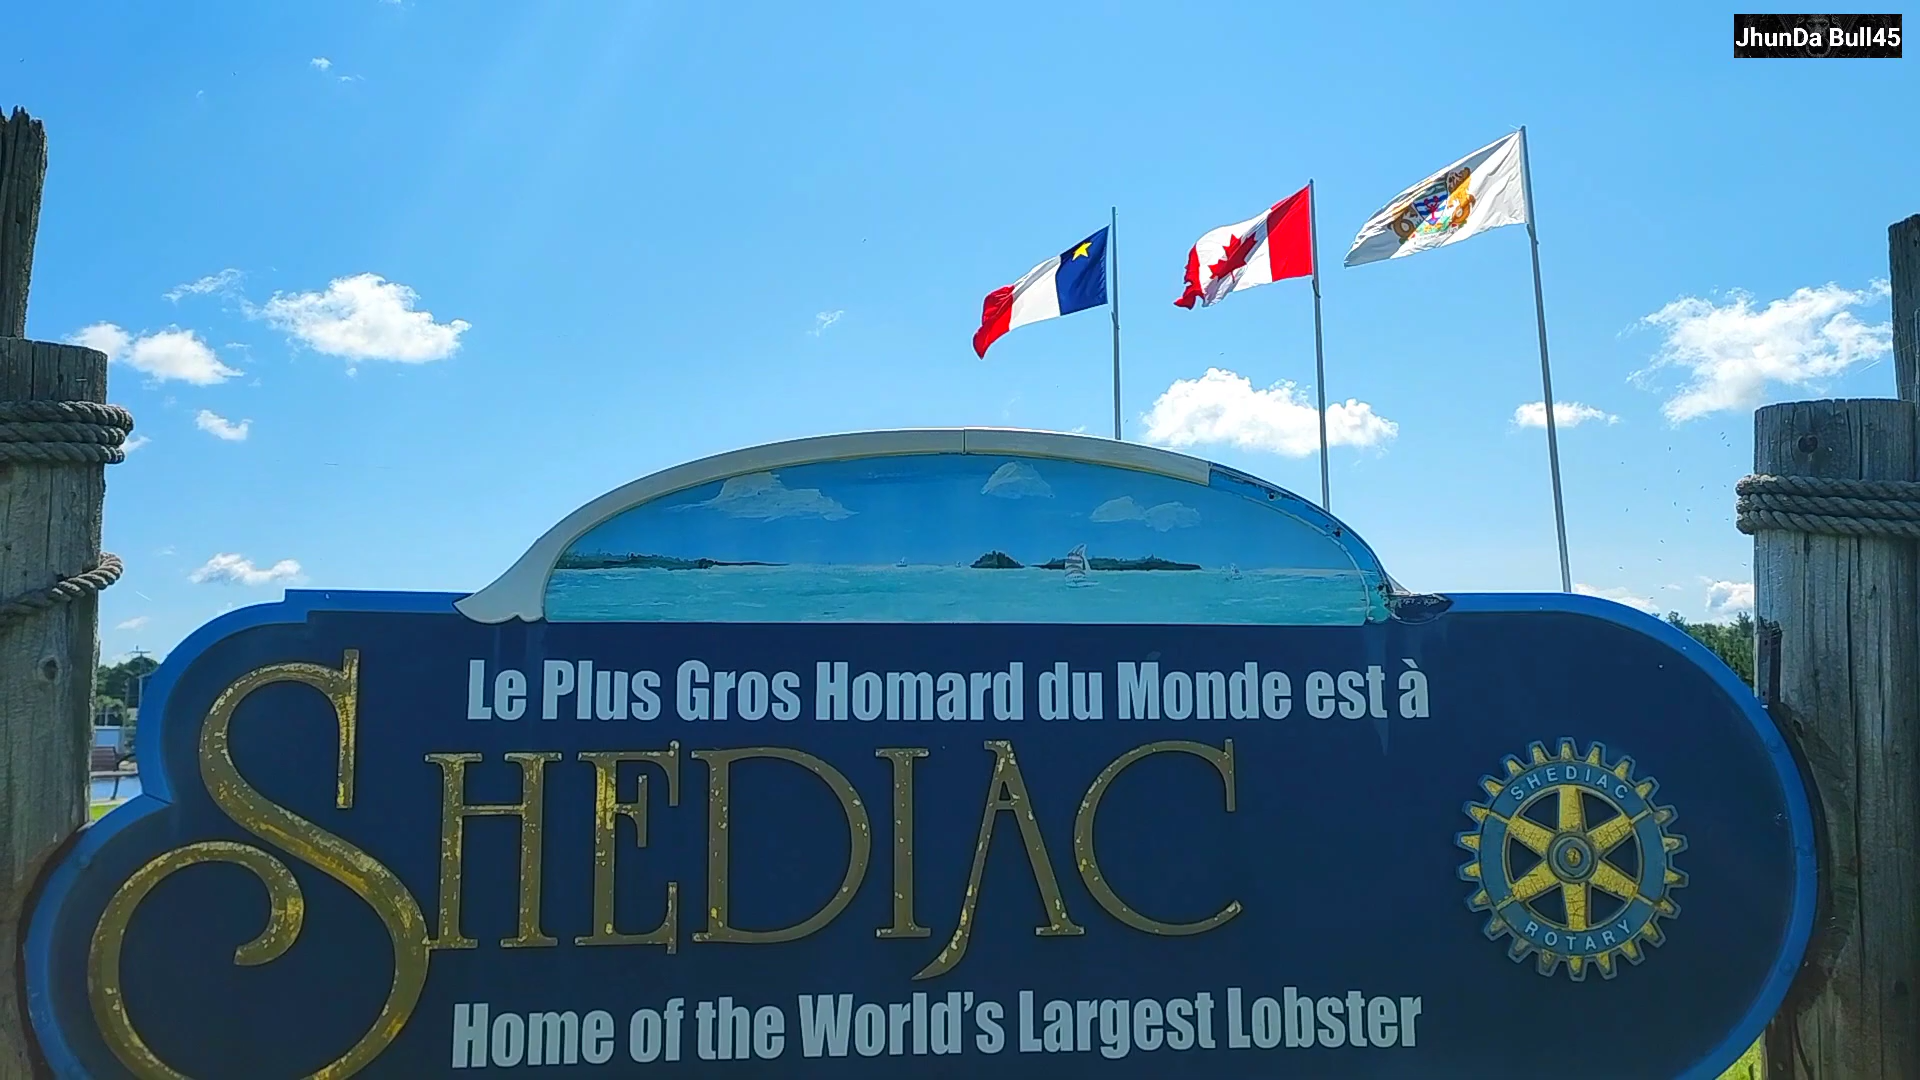 JhunDa Bull45
Le Plus Gros Homard du Monde est à
SHEDIAC
SHEDIAC
ROTARY
Home of the World's Largest Lobster